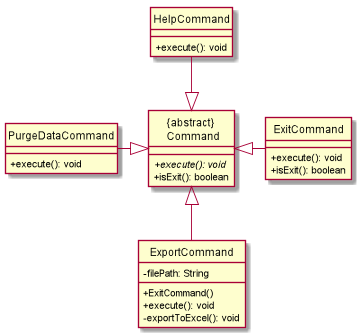 HelpCommand
+execute(): void
{abstract}
Command
+execute(): void
+isExit(): boolean
PurgeDataCommand
+execute(): void
ExitCommand
+execute(): void
+isExit(): boolean
ExportCommand
-filePath: String
+ExitCommand()
+execute(): void
-exportToExcel(): void